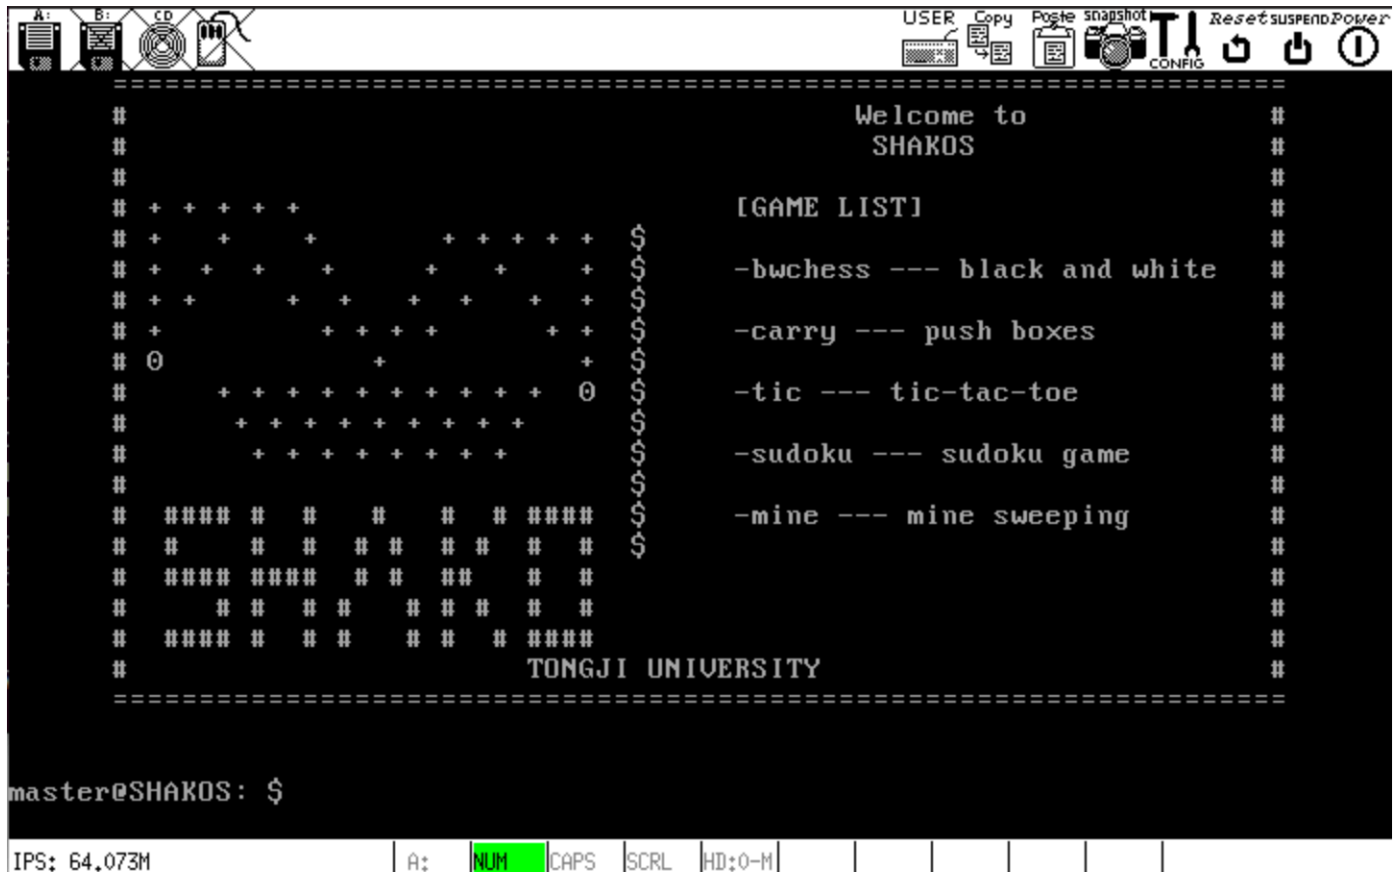 A: B: CD USER Copy Poste snapshot CONFIG Reset SUSPEND Power
Welcome to
SHAKOS
[GAME LIST]
-bwchess --- black and white
-carry --- push boxes
-tic --- tic-tac-toe
-sudoku --- sudoku game
-mine --- mine sweeping
SHAKO
TONGJI UNIVERSITY
master@SHAKOS: $
IPS: 64.073M A: NUM CAPS SCRL HD:0-M